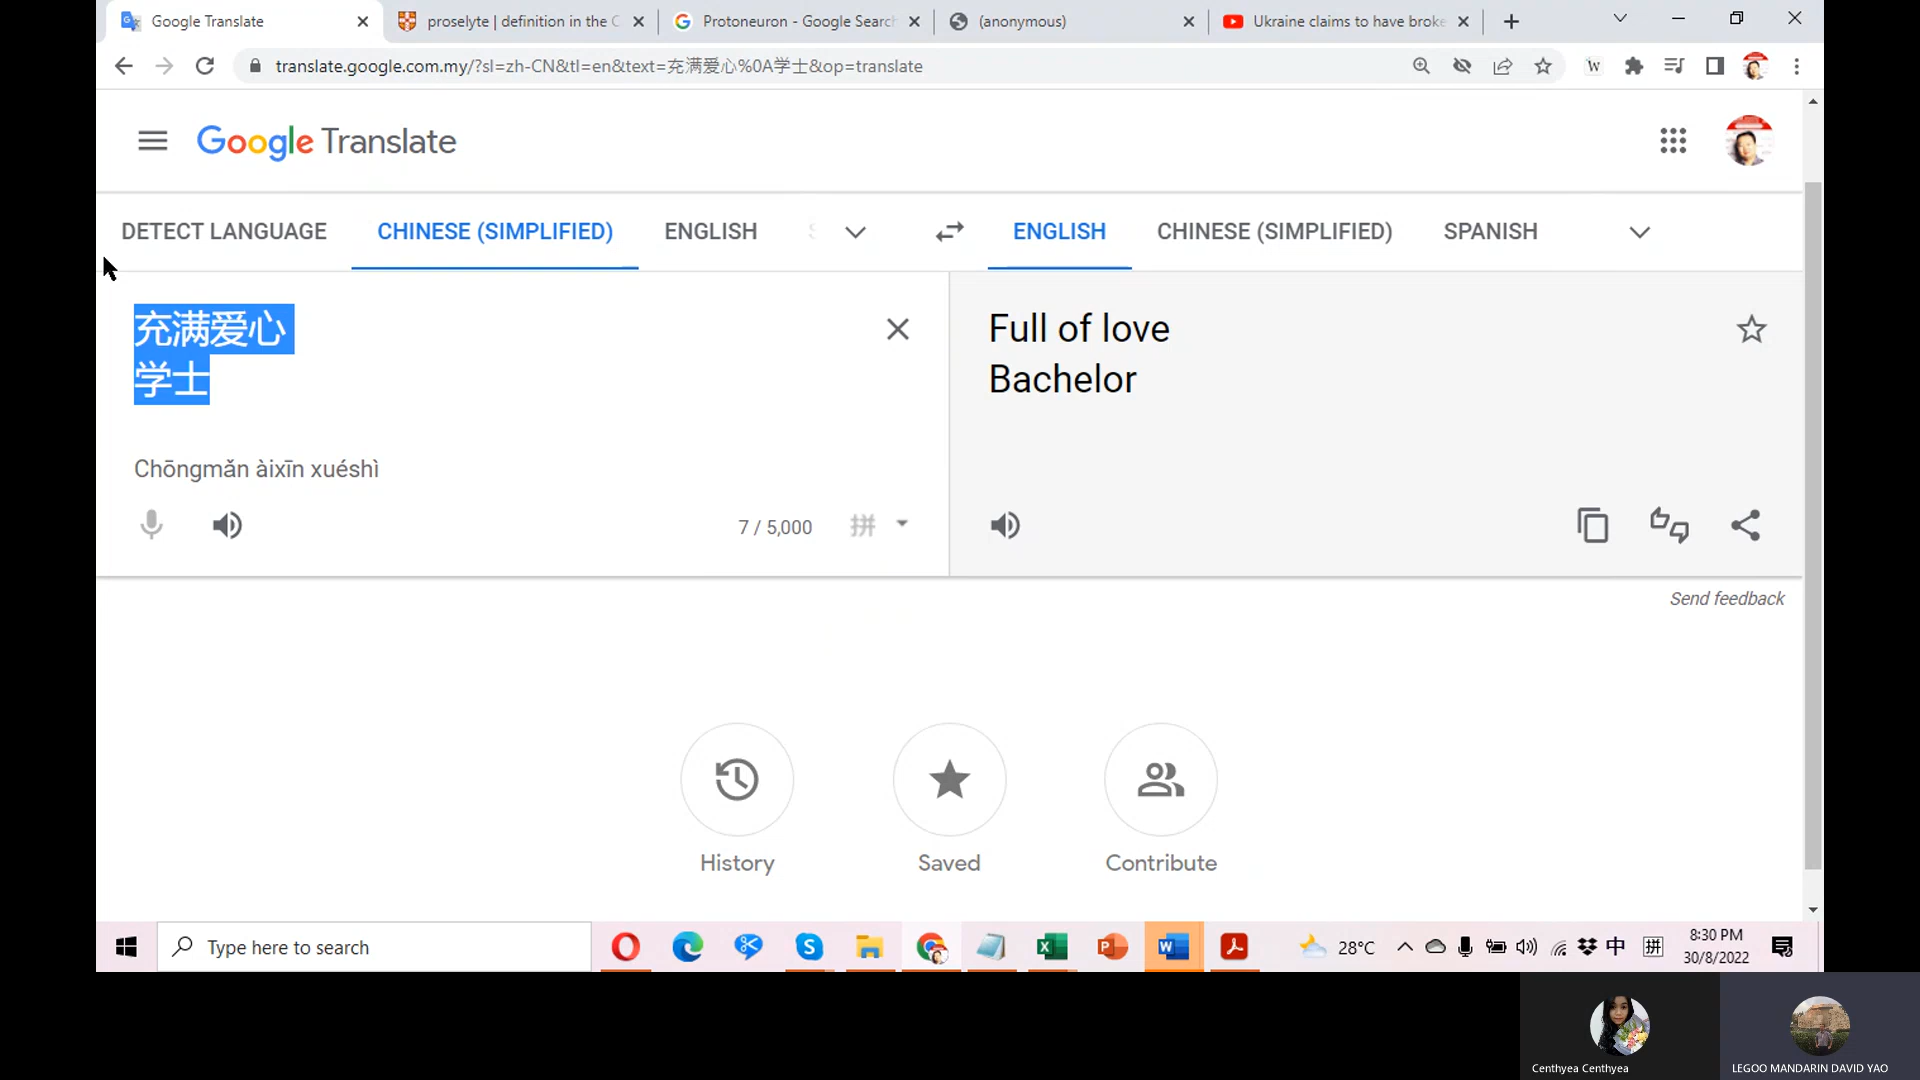 Google Translate
proselyte | definition in the C
Protoneuron - Google Search
(anonymous)
Ukraine claims to have broke
translate.google.com.my/?sl=zh-CN&tl=en&text=充满爱心%0A学士&op=translate
W
Google Translate
DETECT LANGUAGE
CHINESE (SIMPLIFIED)
ENGLISH
S
ENGLISH
CHINESE (SIMPLIFIED)
SPANISH
充满爱心
学士
Full of love
Bachelor
Chōngmǎn àixīn xuéshì
7 / 5,000
拼
Send feedback
History
Saved
Contribute
Type here to search
28°C
中
拼
8:30 PM
30/8/2022
Centhyea Centhyea
LEGOO MANDARIN DAVID YAO